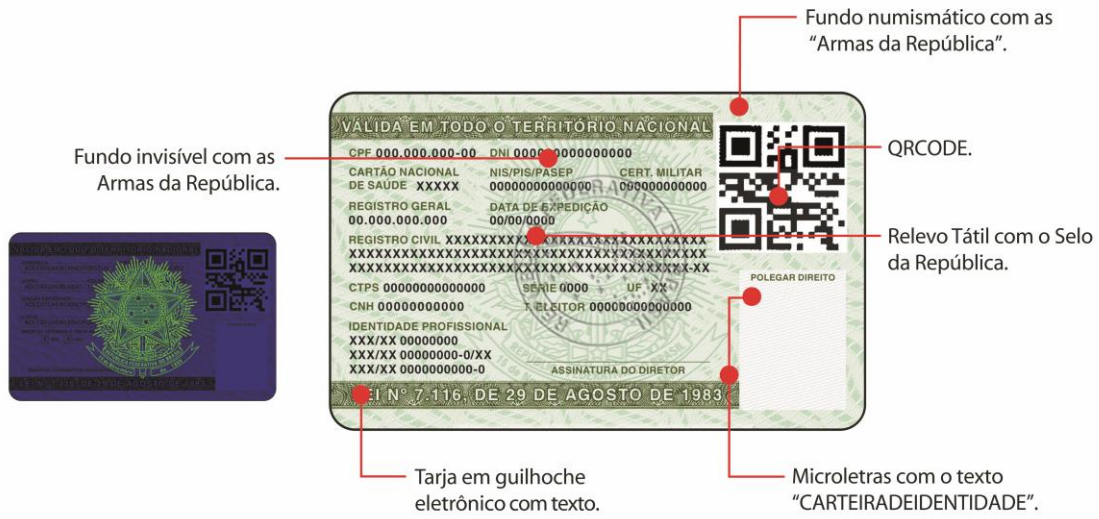 Fundo numismático com as
"Armas da República".
Fundo invisível com as
Armas da República.
VÁLIDA EM TODO O TERRITÓRIO NACIONAL
CPF 000.000.000-00 DNI 0000000000000000
CARTÃO NACIONAL
DE SAÚDE XXXXX
NIS/PIS/PASEP
00000000000000
CERT. MILITAR
000000000000
REGISTRO GERAL
00.000.000.000
DATA DE EXPEDIÇÃO
00/00/0000
REGISTRO CIVIL
CTPS 00000000000000 SÉRIE 0000 UF XX
CNH 00000000000 T. ELEITOR 00000000000000
IDENTIDADE PROFISSIONAL
XXX/XX 00000000
XXX/XX 00000000-0/XX
XXX/XX 0000000000-0
ASSINATURA DO DIRETOR
LEI Nº 7.116, DE 29 DE AGOSTO DE 1983
QRCODE.
Relevo Tátil com o Selo
da República.
POLEGAR DIREITO
Tarja em guilhoche
eletrônico com texto.
Microletras com o texto
"CARTEIRADEIDENTIDADE".